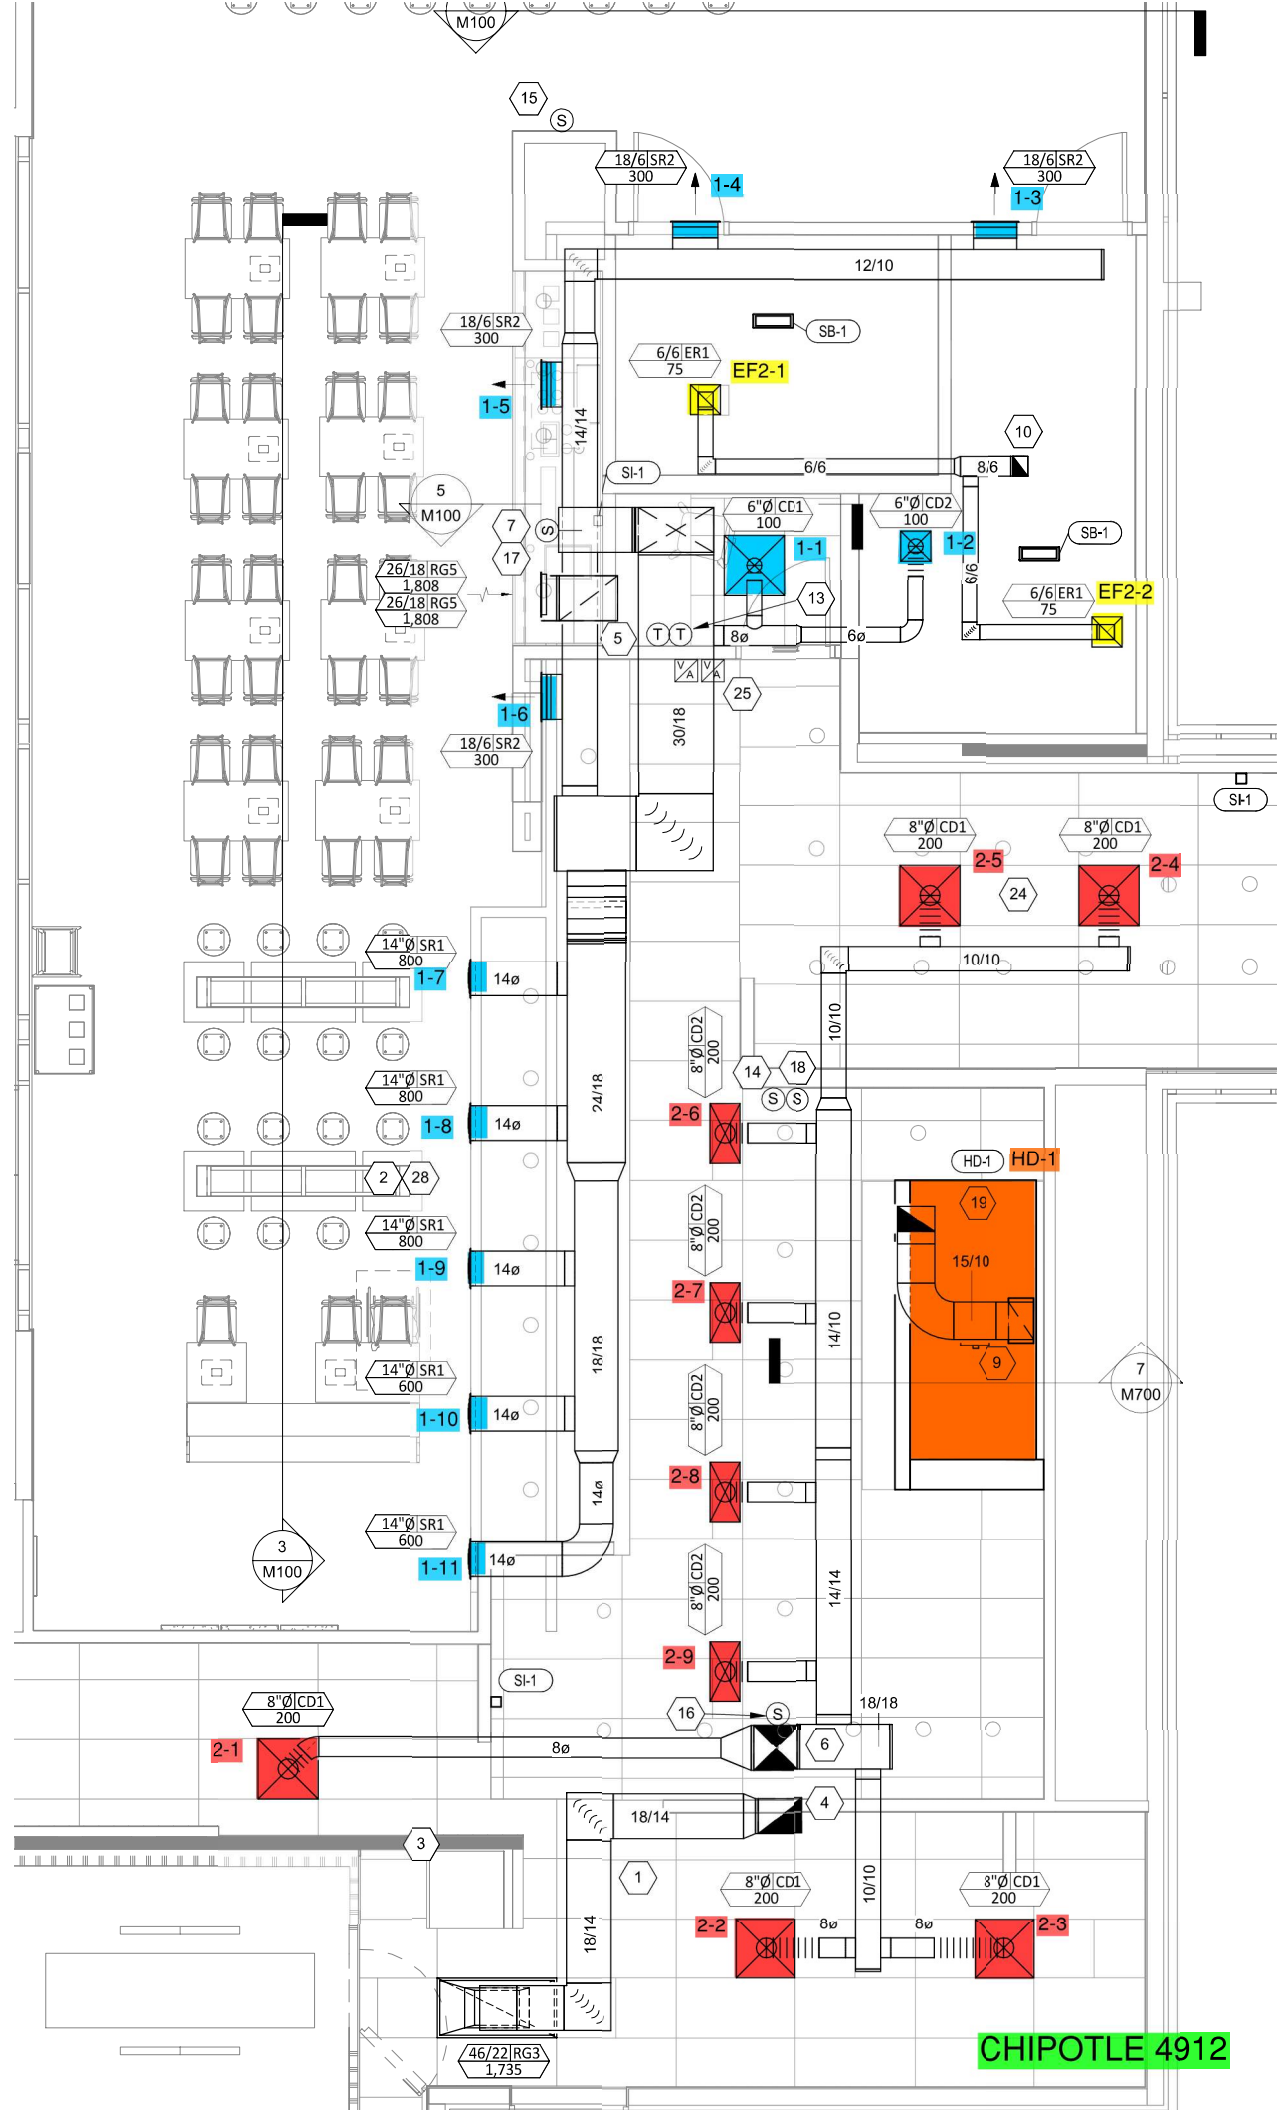 M100
15
S
18/6 SR2
300
1-4
18/6 SR2
300
1-3
12/10
18/6 SR2
300
SB-1
6/6 ER1
75
EF2-1
1-5
14/14
10
6/6
8/6
SI-1
5
M100
7
S
17
6"Ø CD1
100
1-1
6"Ø CD2
100
1-2
SB-1
26/18 RG5
1,808
26/18 RG5
1,808
6/6
6/6 ER1
75
EF2-2
13
5
T T
8ø
6ø
V/A V/A
25
1-6
30/18
18/6 SR2
300
SI-1
8"Ø CD1
200
2-5
8"Ø CD1
200
2-4
24
14"Ø SR1
800
1-7
14ø
10/10
10/10
8"Ø CD2
200
14
18
S S
14"Ø SR1
800
1-8
14ø
24/18
2-6
HD-1
HD-1
2
28
19
8"Ø CD2
200
14"Ø SR1
800
1-9
14ø
15/10
2-7
14/10
18/18
9
7
M700
14"Ø SR1
600
1-10
14ø
8"Ø CD2
200
2-8
14ø
14"Ø SR1
600
3
M100
1-11
14ø
8"Ø CD2
200
14/14
2-9
SI-1
8"Ø CD1
200
16
S
18/18
2-1
8ø
6
18/14
4
3
1
8"Ø CD1
200
8"Ø CD1
200
10/10
18/14
2-2
8ø
8ø
2-3
46/22 RG3
1,735
CHIPOTLE 4912